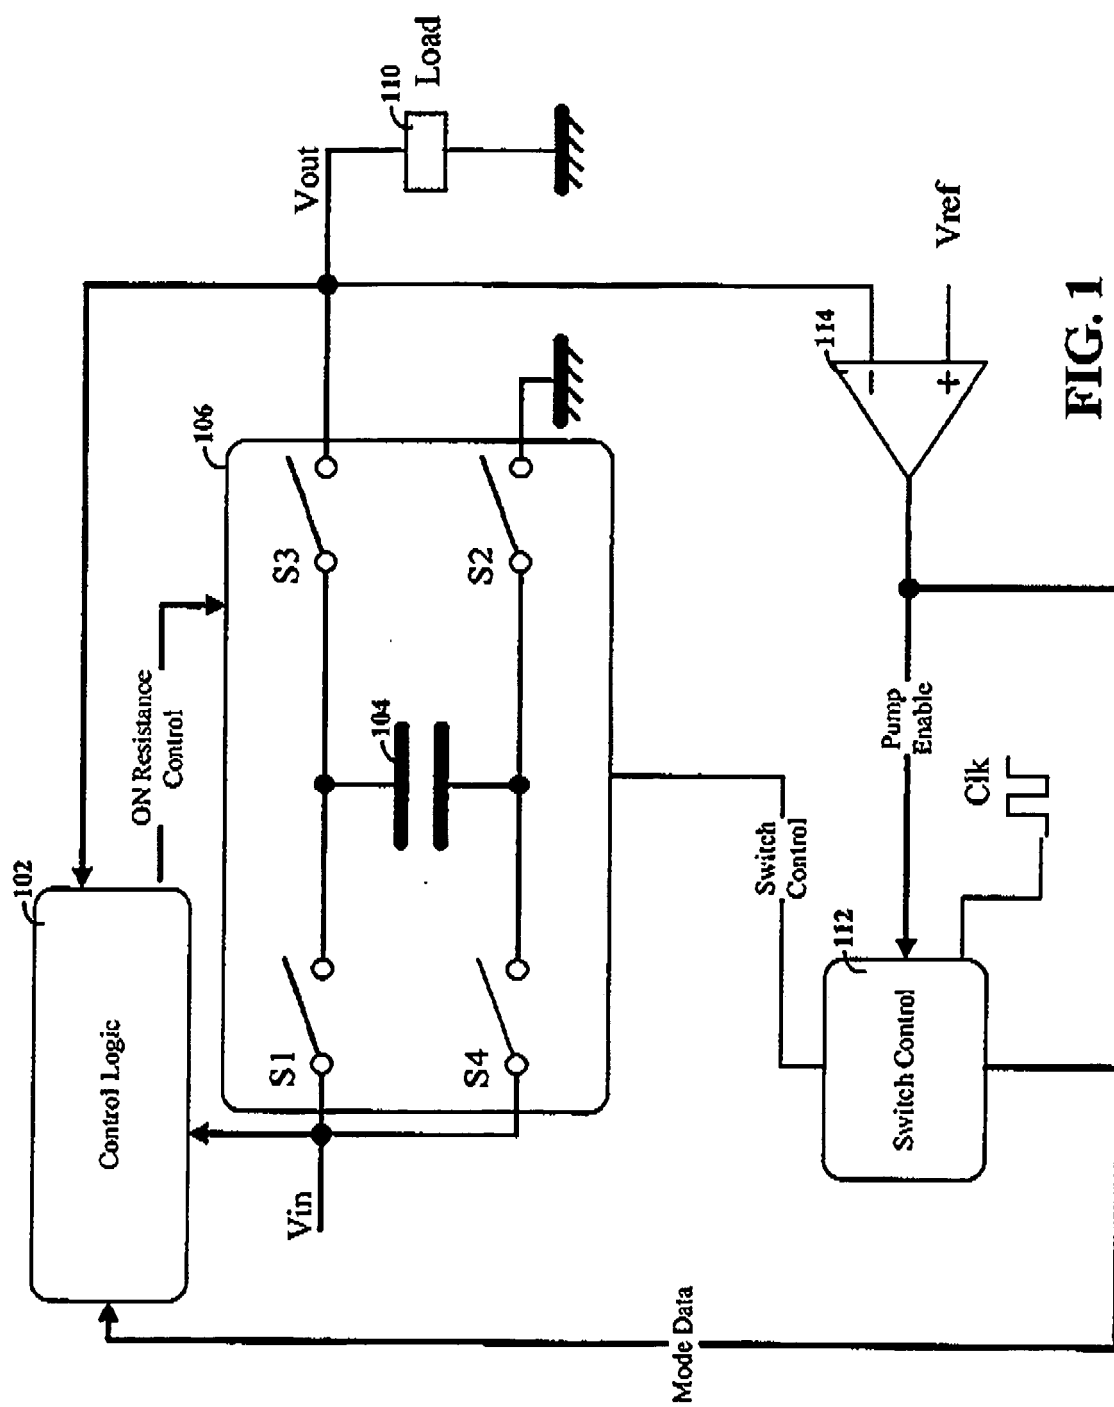 102
Control Logic
ON Resistance
Control
106
Vout
110
Load
Vin
S1
S3
104
S4
S2
Switch
Control
Mode Data
112
Switch Control
Pump
Enable
Clk
114
Vref
FIG. 1